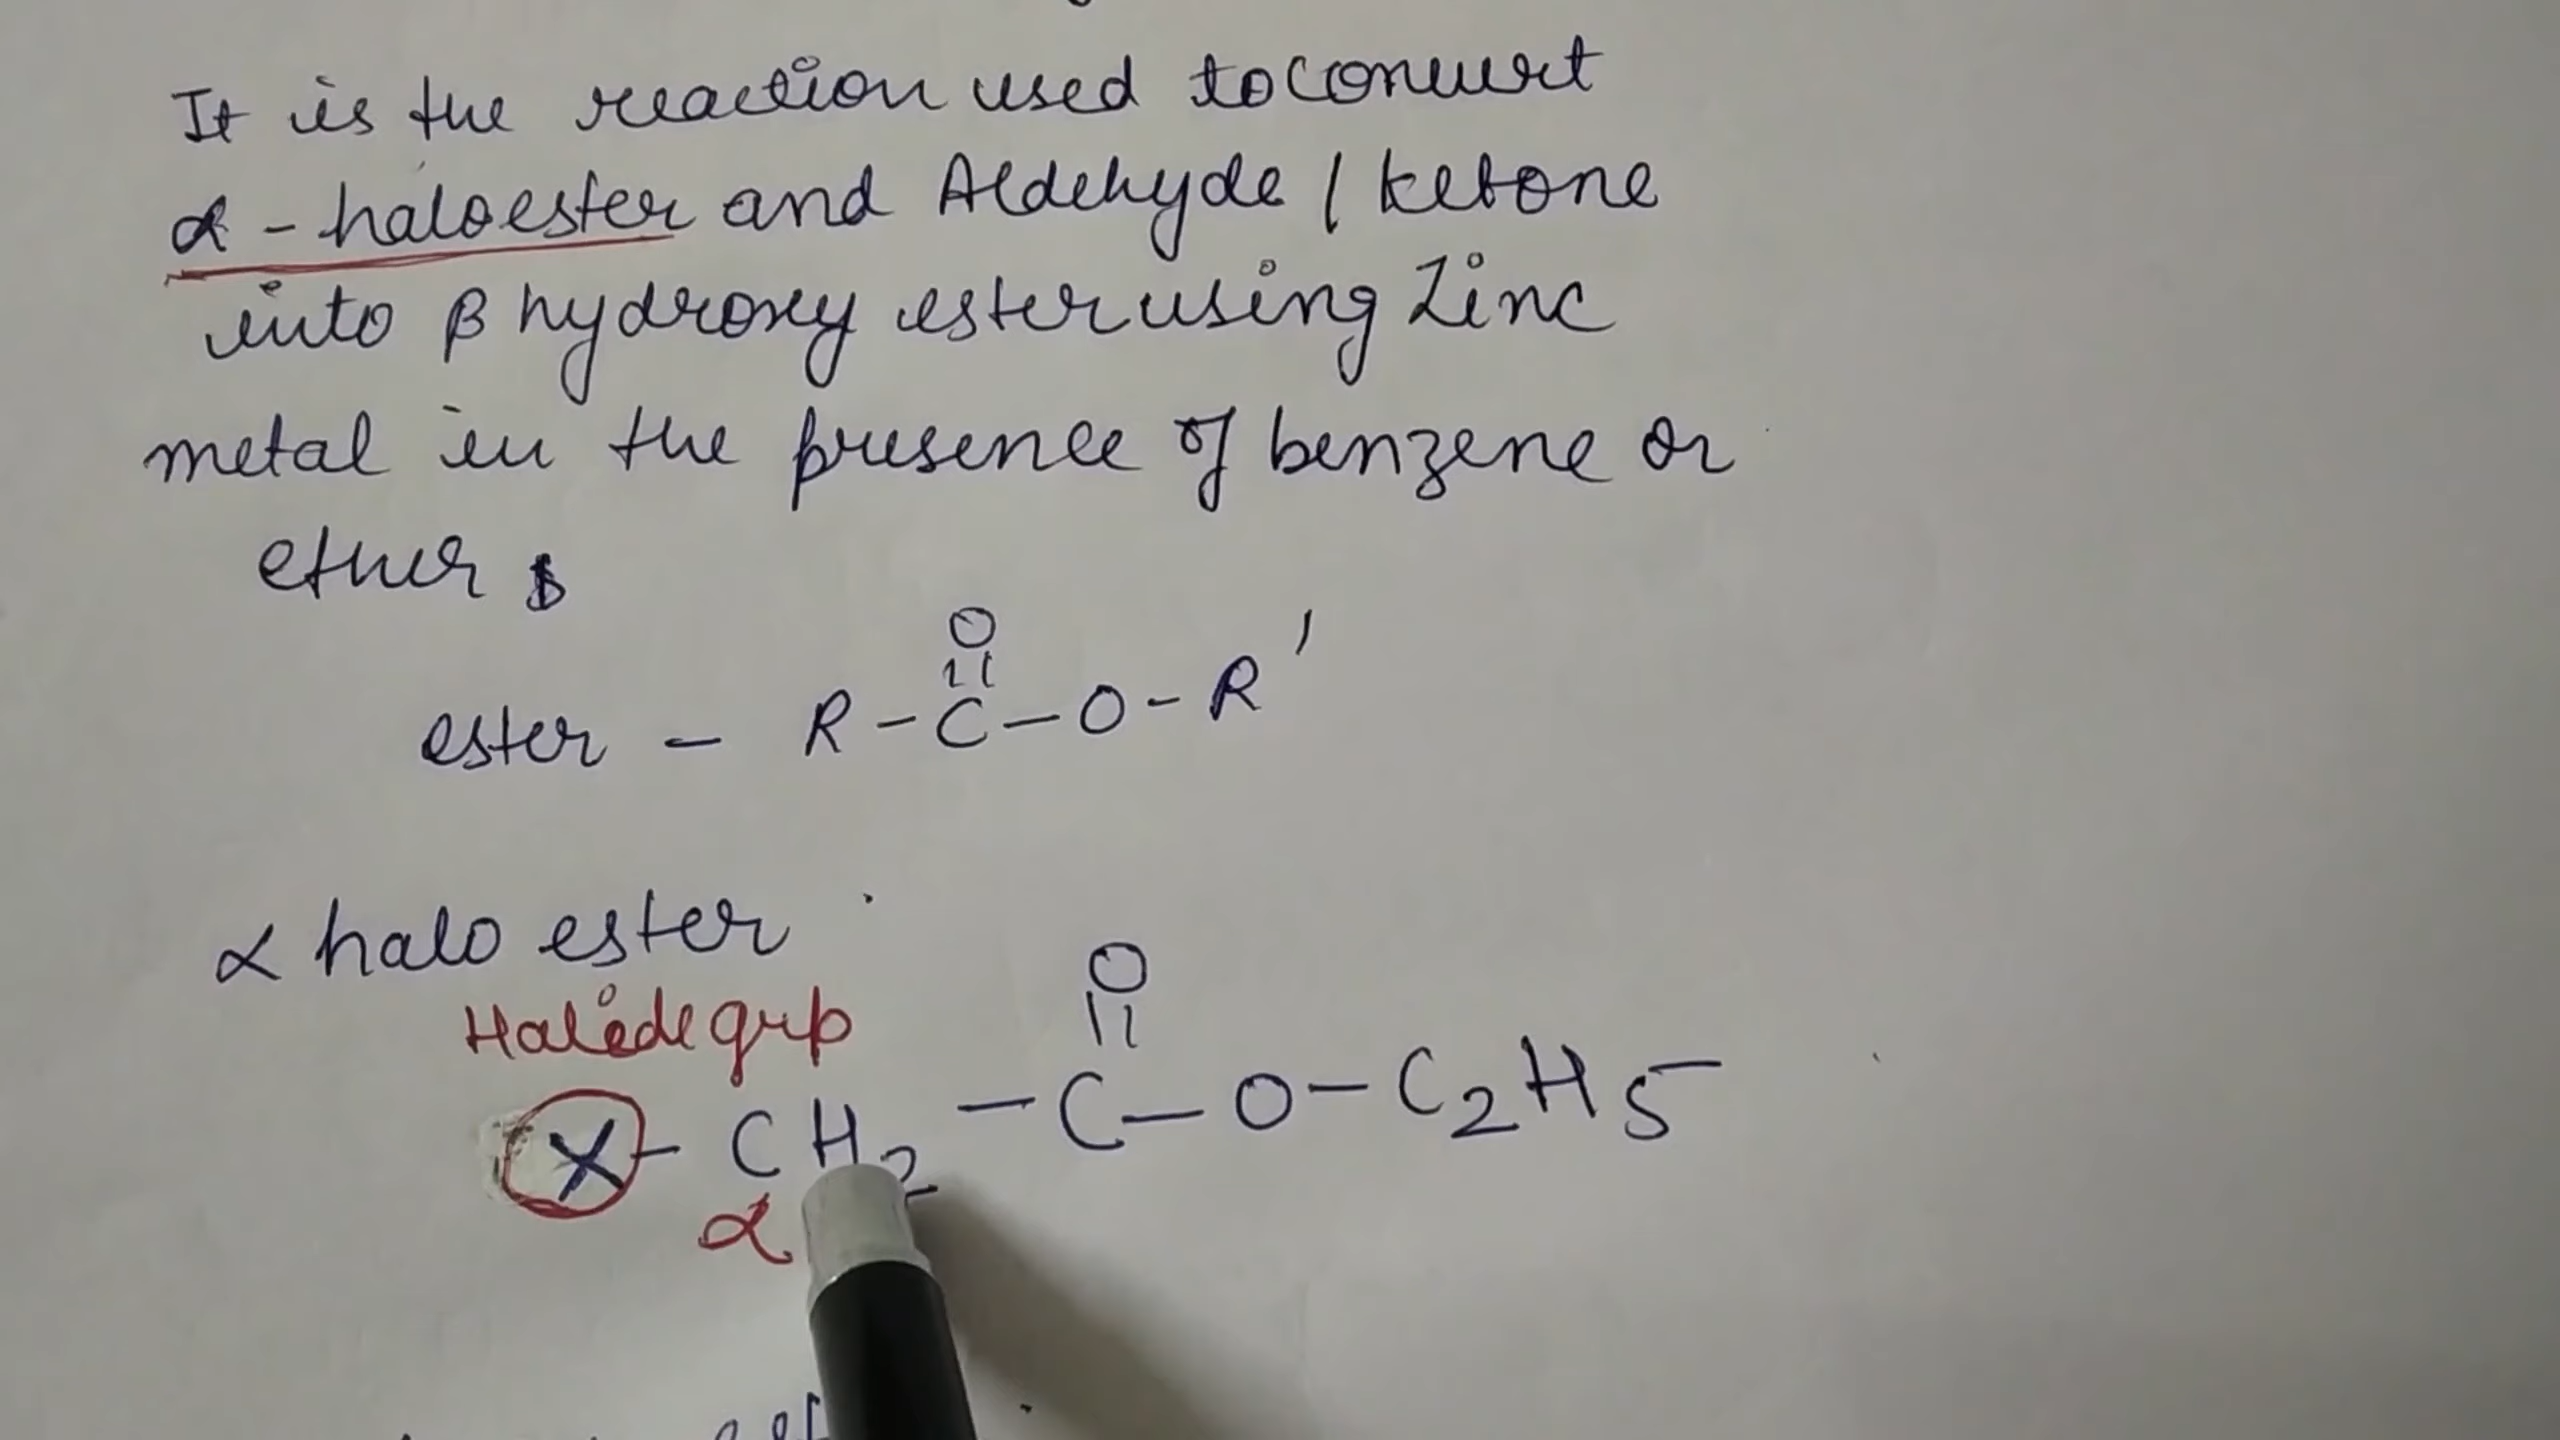 It is the reaction used to convert
α - haloester and Aldehyde / ketone
into β hydroxy ester using Zinc
metal in the presence of benzene or
ether
O
||
ester - R - C - O - R'
α halo ester
Halide grp
O
||
X - CH2 - C - O - C2H5
α